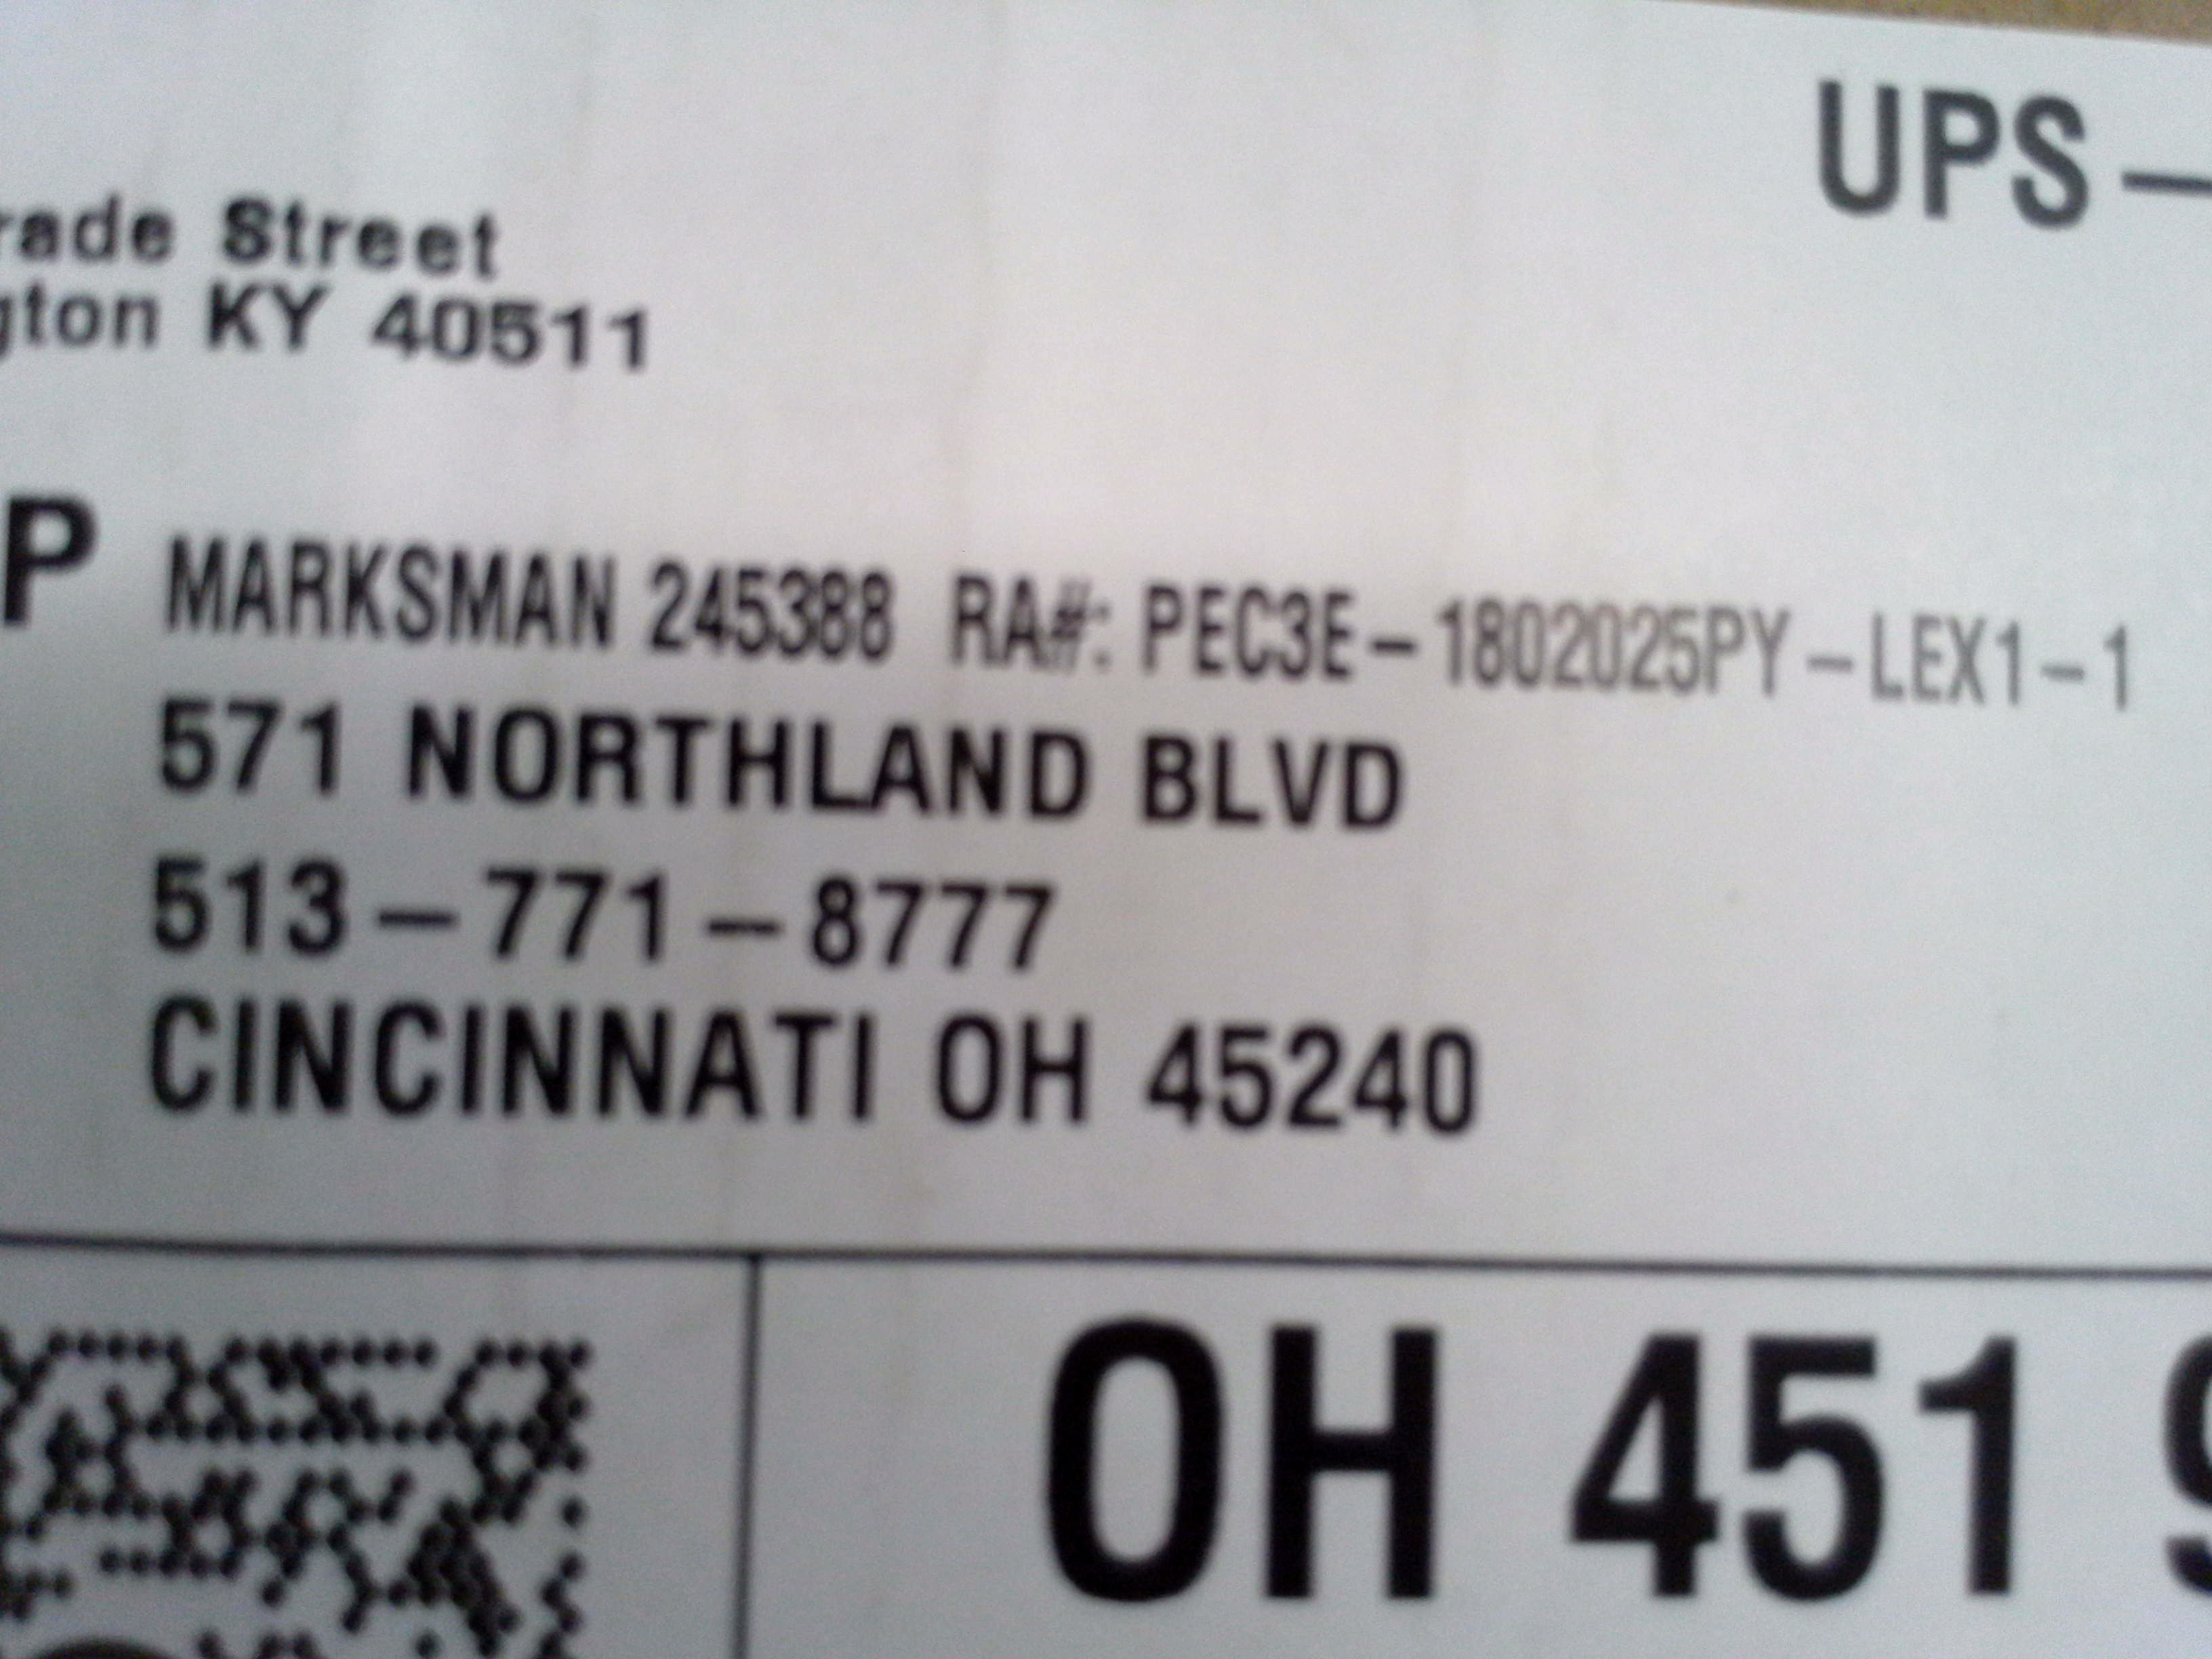 UPS–
rade Street
gton KY 40511
P MARKSMAN 245388 RA#: PEC3E–1802025PY–LEX1–1
571 NORTHLAND BLVD
513–771–8777
CINCINNATI OH 45240
OH 451 9